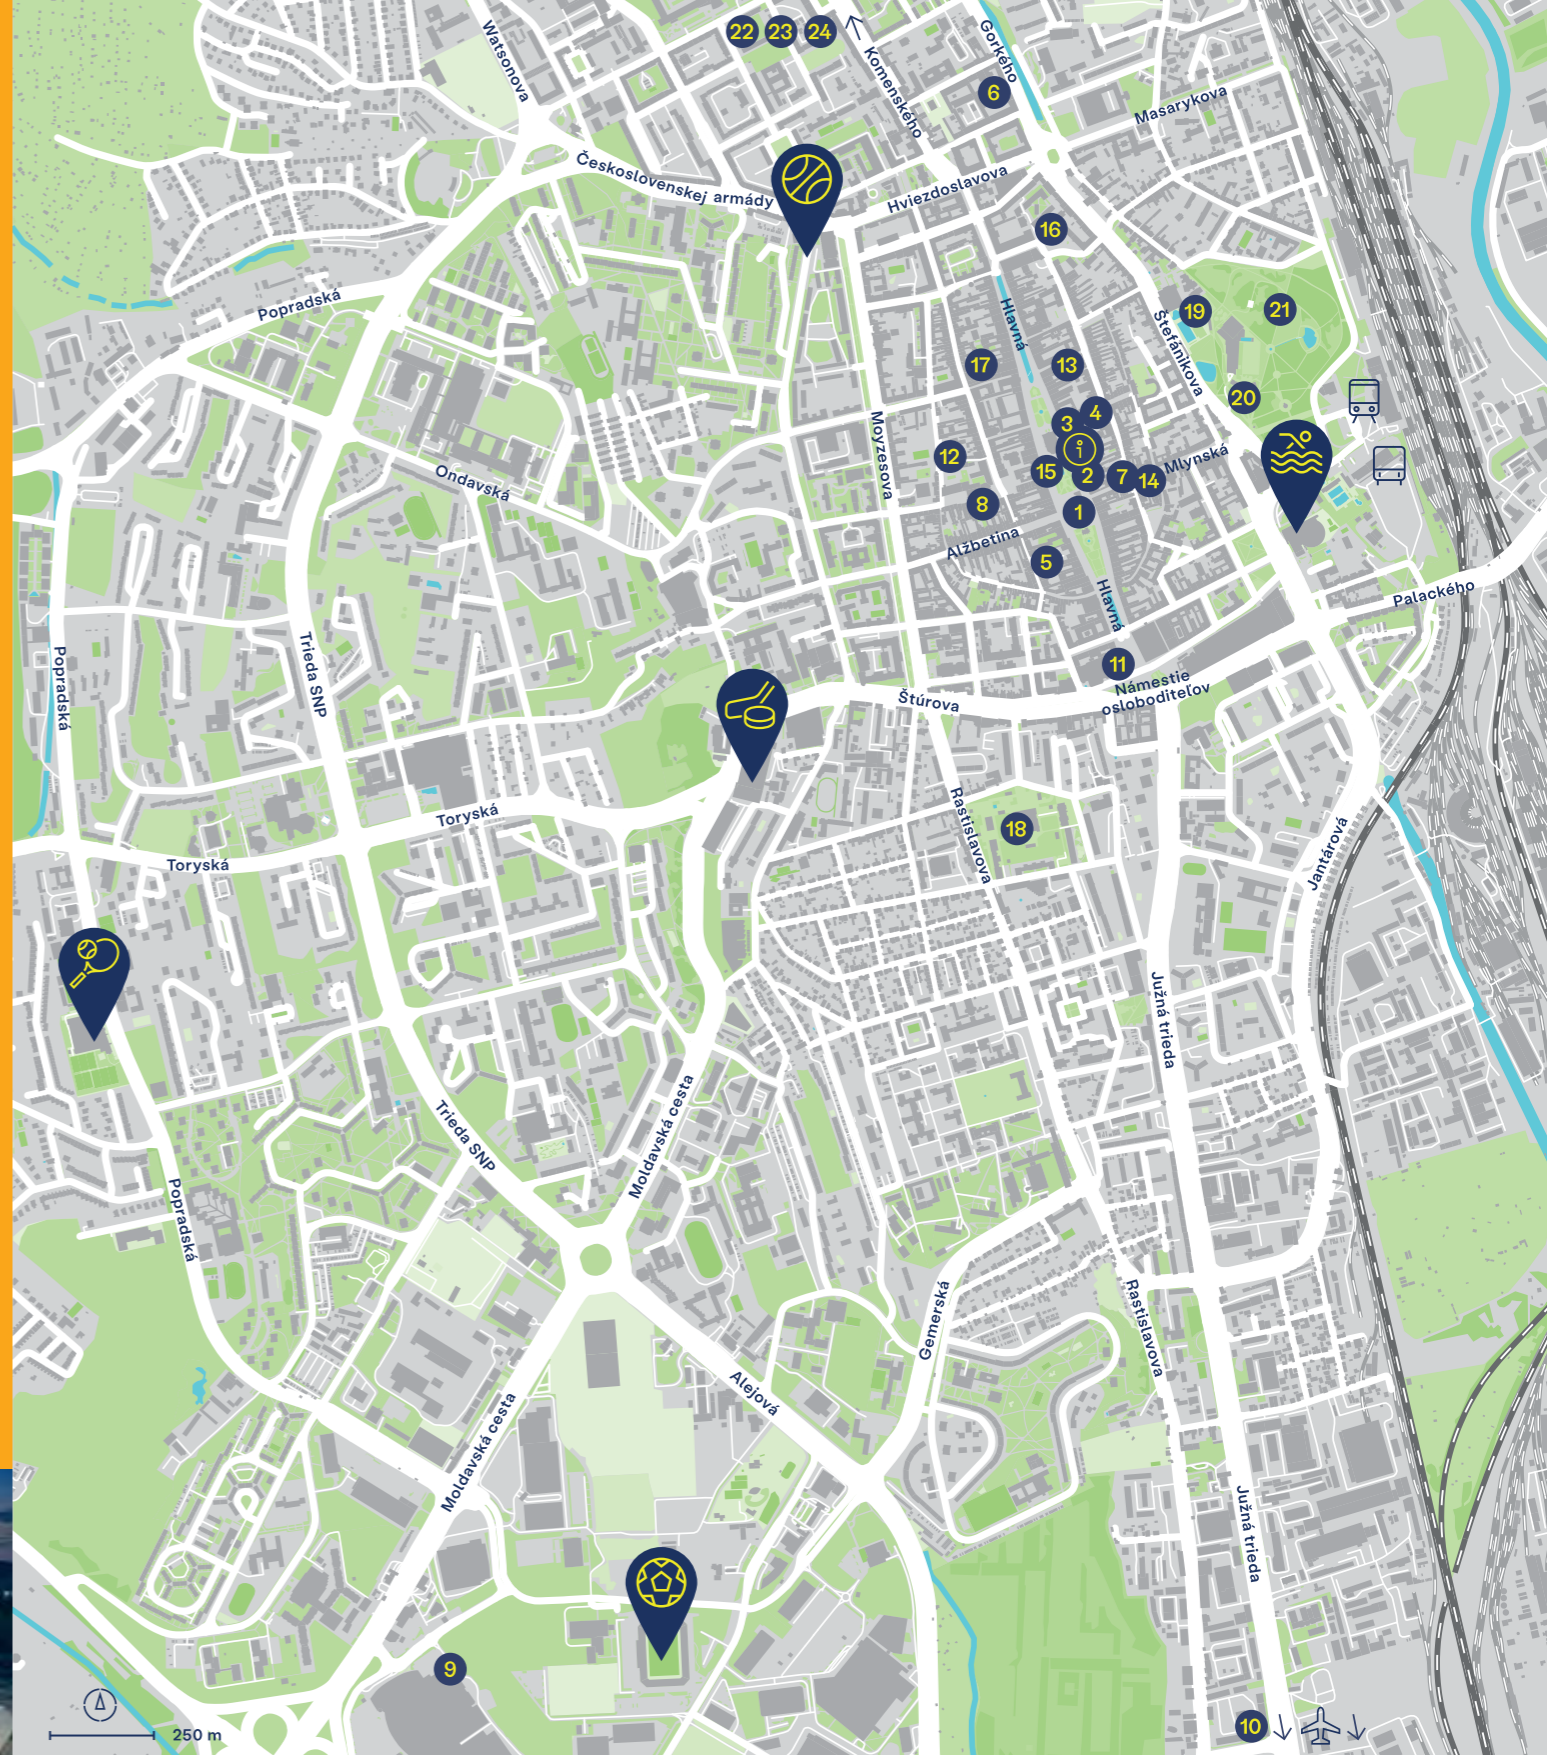 22 23 24
Watsonova
Komenského
Gorkého
6
Masarykova
Československej armády
Hviezdoslavova
16
Popradská
Hlavná
Štefánikova
19
21
17
13
20
Moyzesova
4
3
i
Mlynská
12
15
2
7
14
Ondavská
8
1
Alžbetina
5
Hlavná
Palackého
Popradská
Trieda SNP
11
Námestie
osloboditeľov
Štúrova
Toryská
Rastislavova
18
Jantárová
Toryská
Južná trieda
Trieda SNP
Moldavská cesta
Popradská
Gemerská
Rastislavova
Alejová
Moldavská cesta
Južná trieda
9
10
250 m